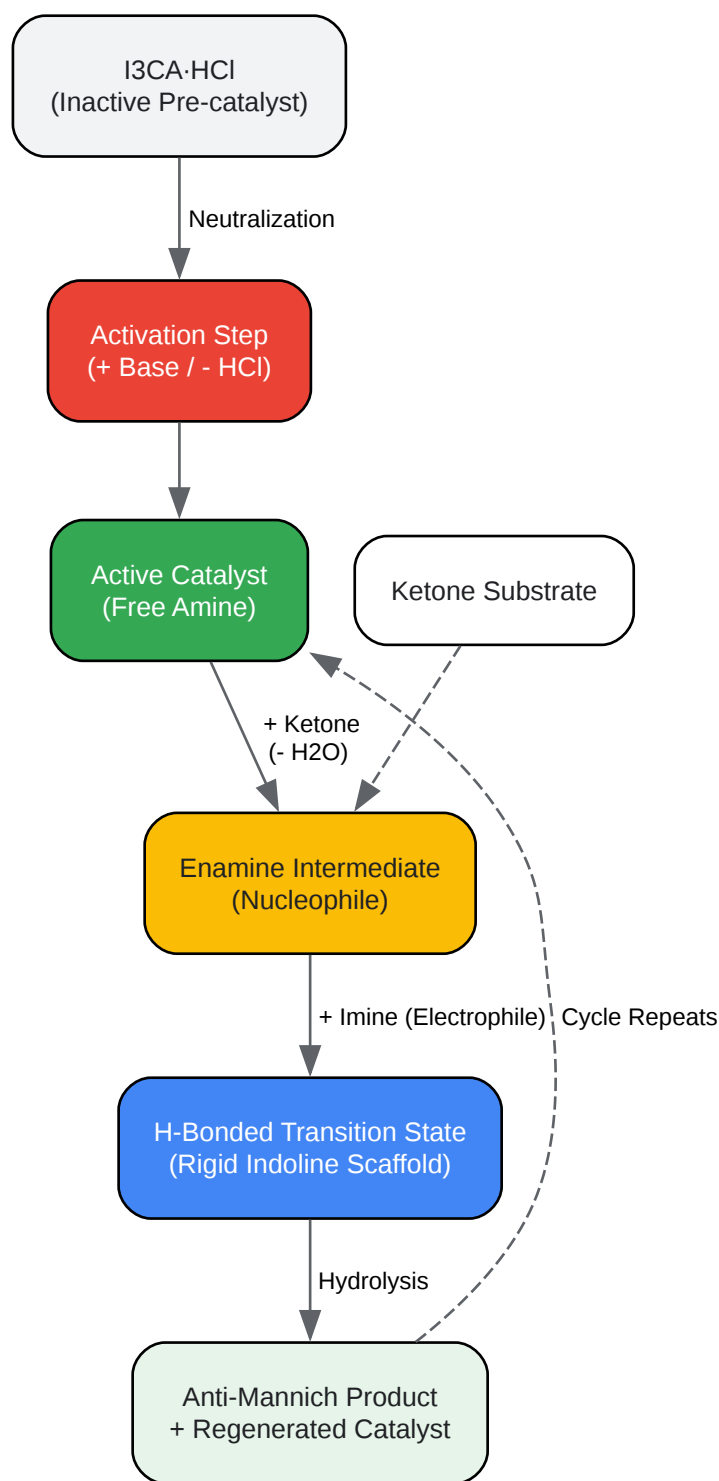 I3CA·HCl
(Inactive Pre-catalyst)
Neutralization
Activation Step
(+ Base / - HCl)
Active Catalyst
(Free Amine)
Ketone Substrate
+ Ketone
(- H2O)
Enamine Intermediate
(Nucleophile)
+ Imine (Electrophile)
Cycle Repeats
H-Bonded Transition State
(Rigid Indoline Scaffold)
Hydrolysis
Anti-Mannich Product
+ Regenerated Catalyst